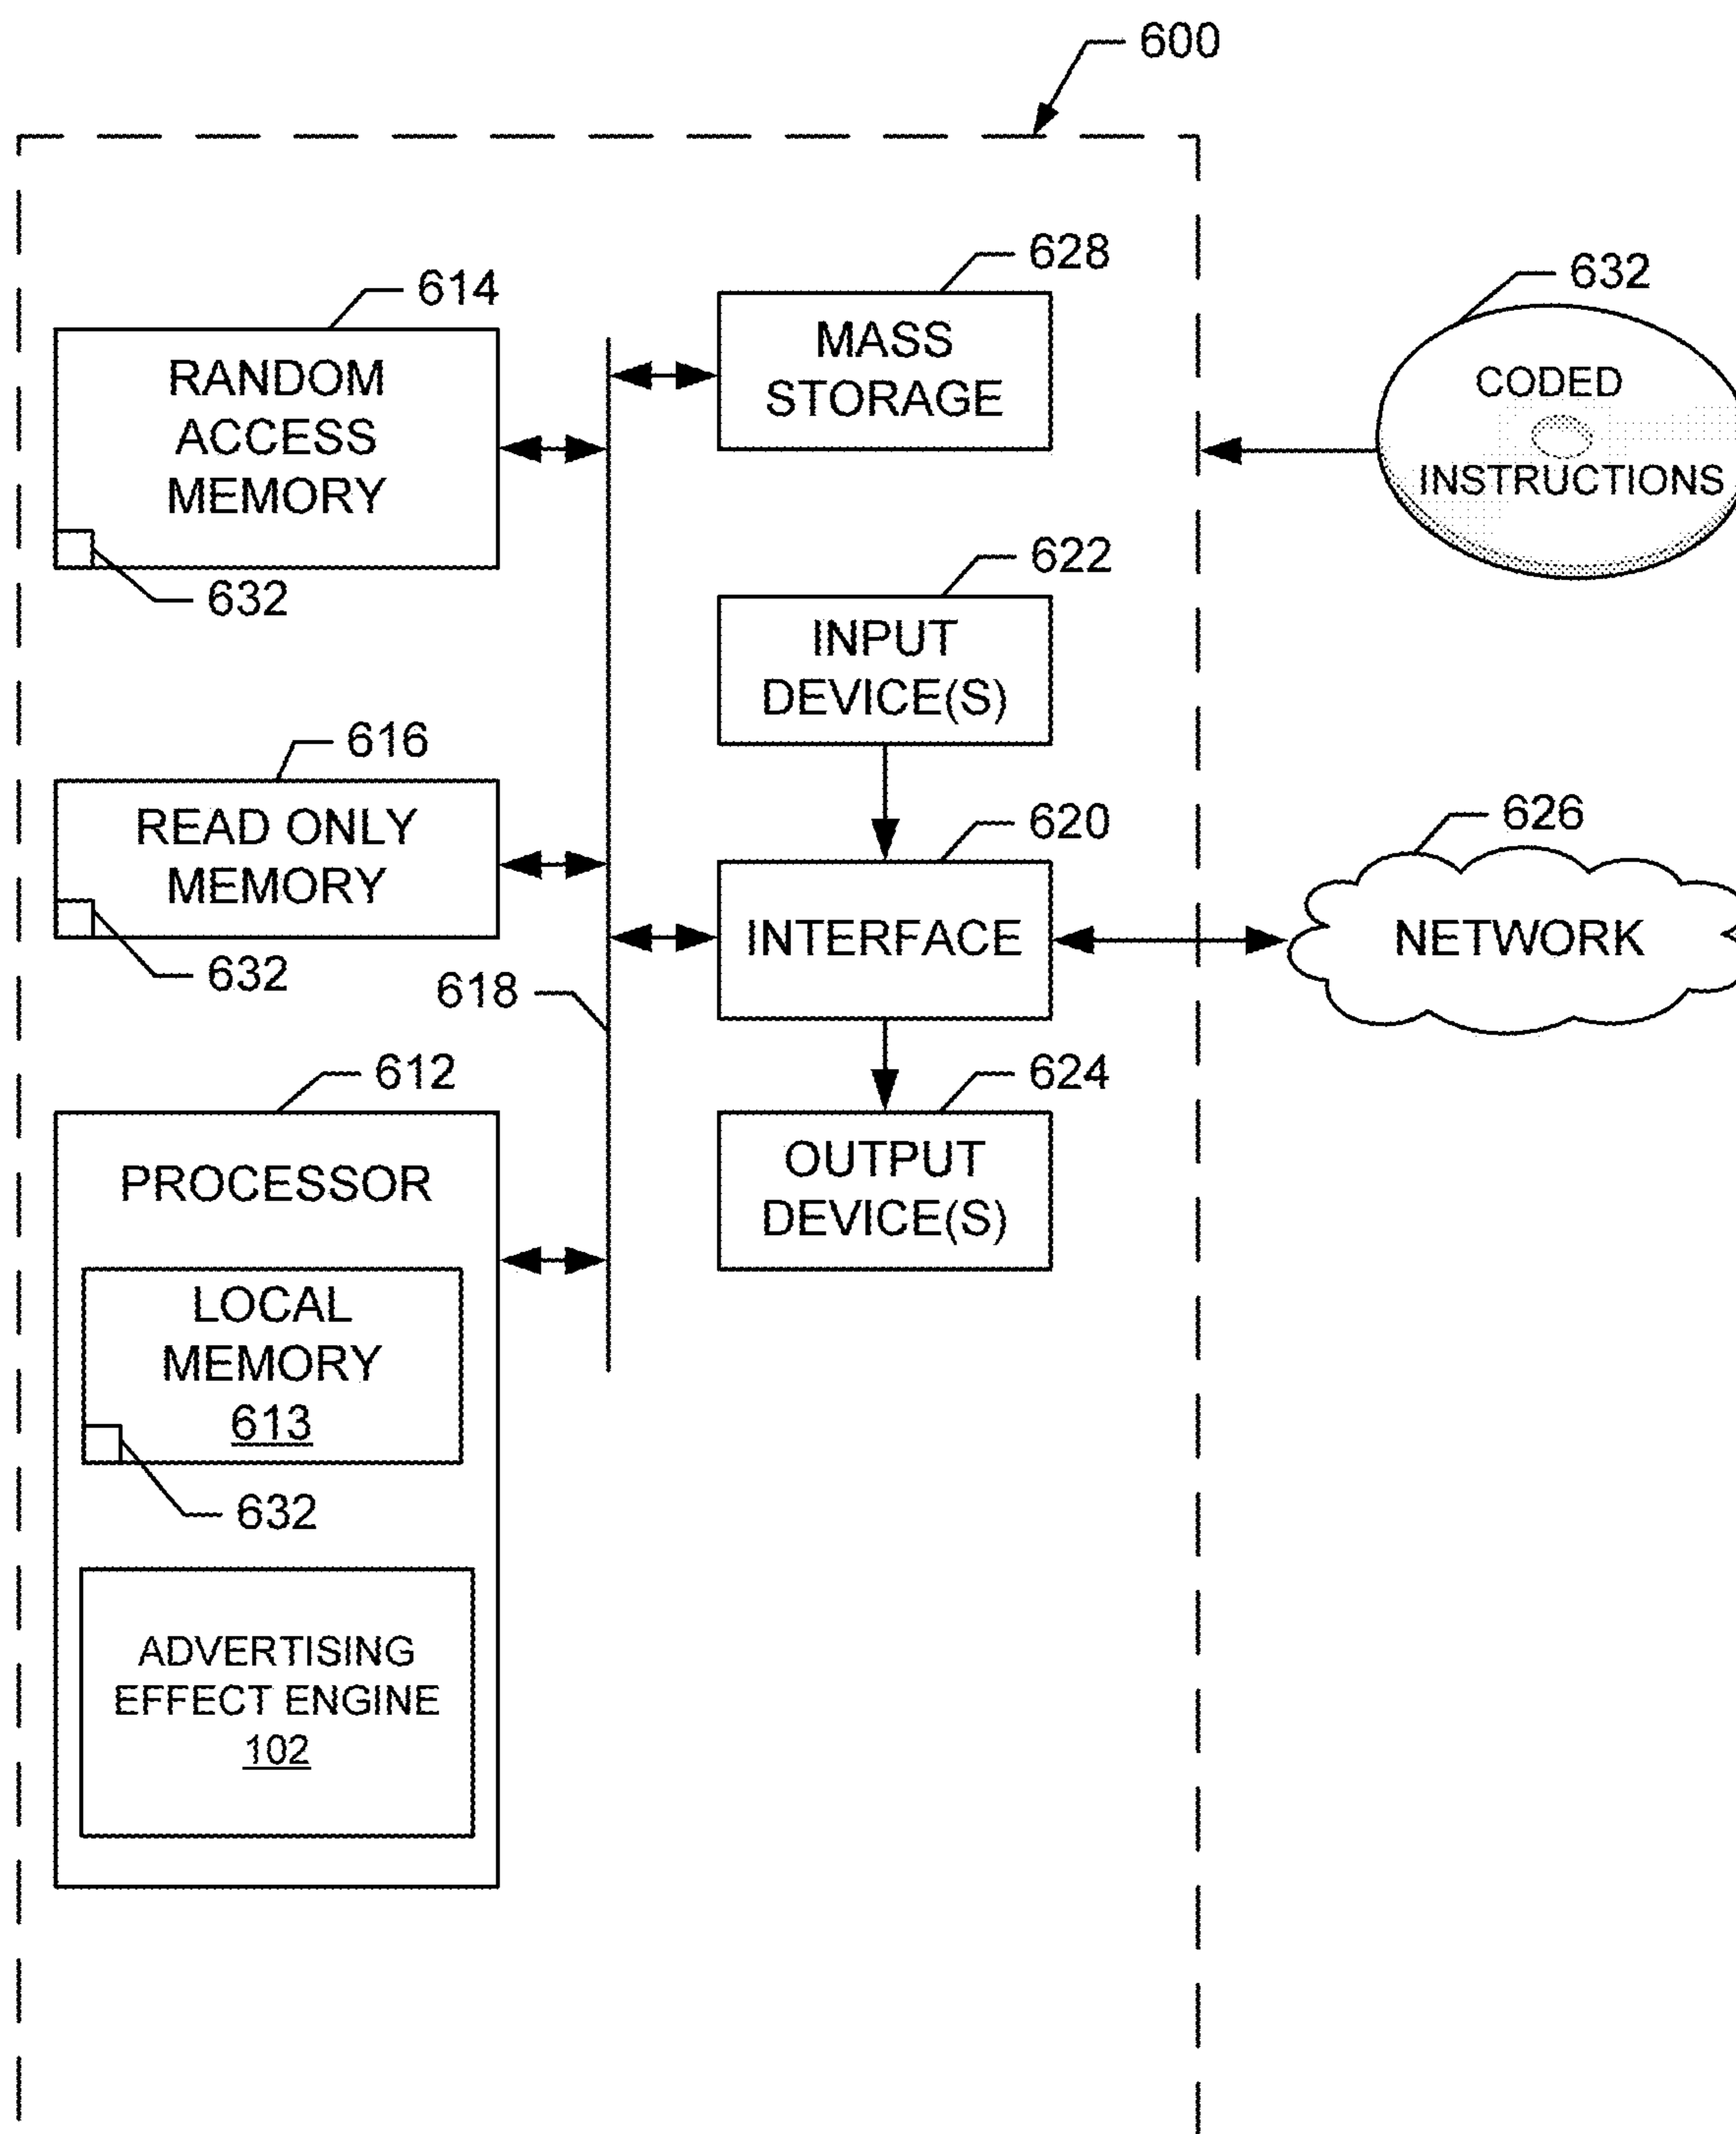 600
614
RANDOM
ACCESS
MEMORY
632
628
MASS
STORAGE
632
CODED
INSTRUCTIONS
622
INPUT
DEVICE(S)
616
READ ONLY
MEMORY
632
618
620
INTERFACE
626
NETWORK
612
PROCESSOR
LOCAL
MEMORY
613
632
ADVERTISING
EFFECT ENGINE
102
624
OUTPUT
DEVICE(S)